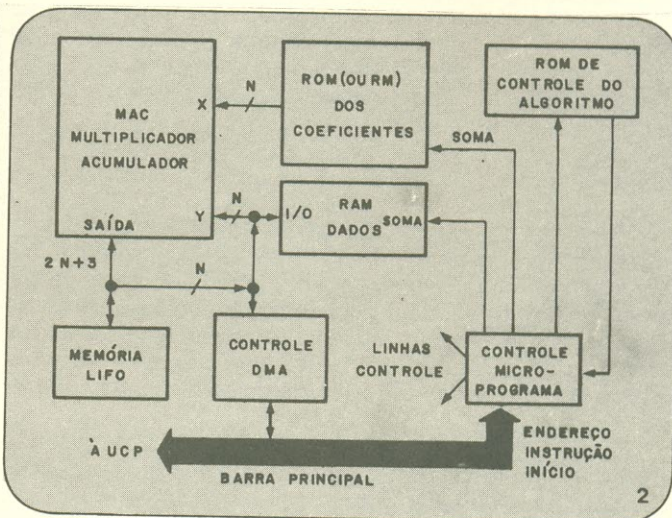 MAC
MULTIPLICADOR
ACUMULADOR
X
Y
SAÍDA
2N+3
N
ROM (OU RM)
DOS
COEFICIENTES
ROM DE
CONTROLE DO
ALGORITMO
SOMA
N
I/O
RAM
DADOS
SOMA
N
MEMÓRIA
LIFO
CONTROLE
DMA
LINHAS
CONTROLE
CONTROLE
MICRO-
PROGRAMA
À UCP
BARRA PRINCIPAL
ENDEREÇO
INSTRUÇÃO
INÍCIO
2